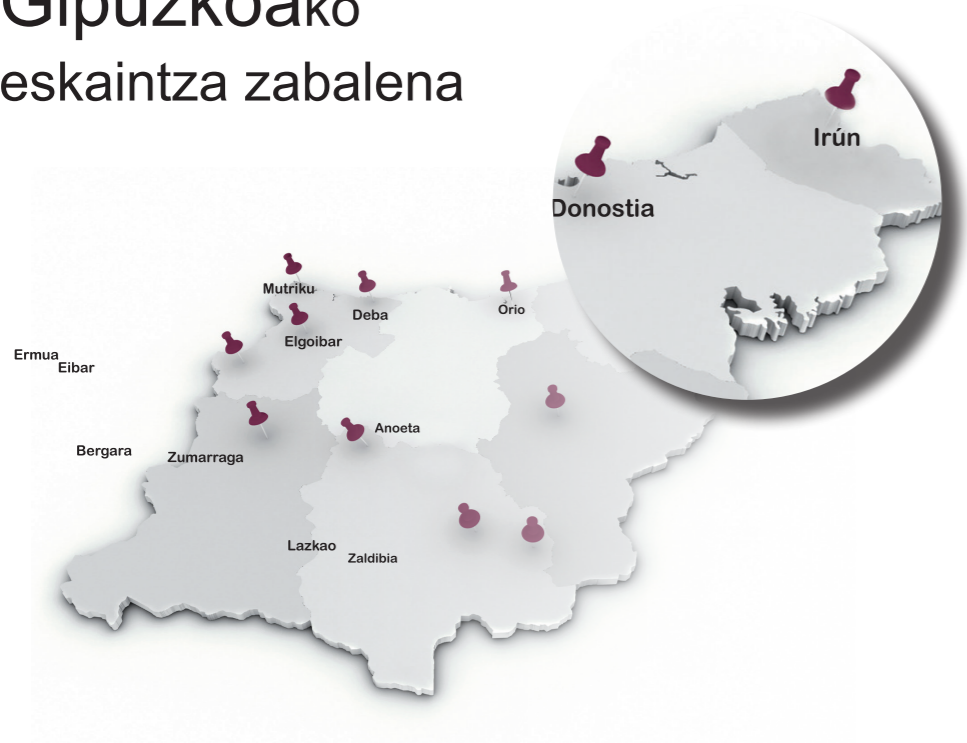 Gipuzkoako
eskaintza zabalena
Irún
Donostia
Mutriku
Deba
Orio
Elgoibar
Ermua
Eibar
Anoeta
Bergara
Zumarraga
Lazkao
Zaldibia